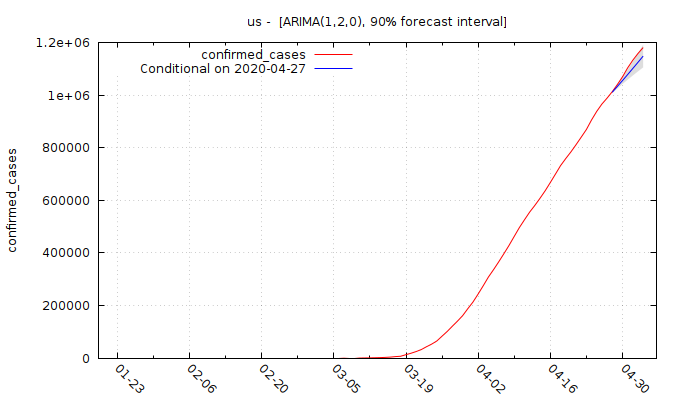 us -  [ARIMA(1,2,0), 90% forecast interval]
1.2e+06
1e+06
800000
600000
400000
200000
0
confirmed_cases
confirmed_cases
Conditional on 2020-04-27
01-23
02-06
02-20
03-05
03-19
04-02
04-16
04-30